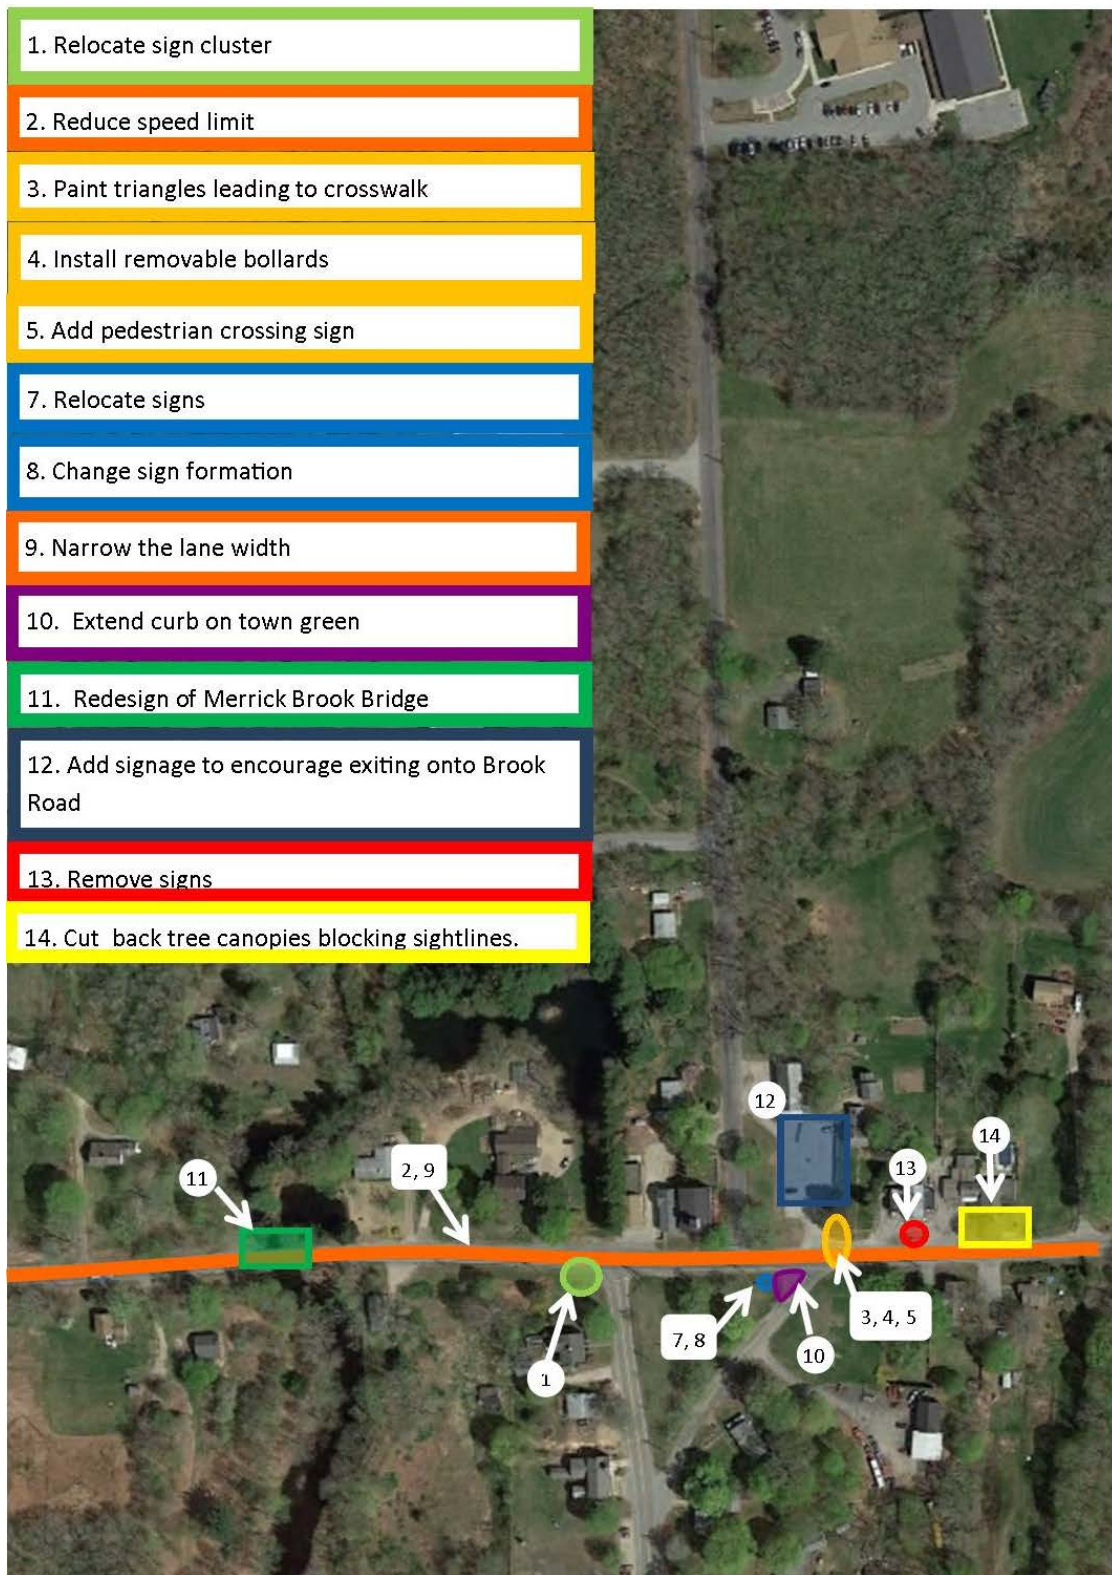 1. Relocate sign cluster
2. Reduce speed limit
3. Paint triangles leading to crosswalk
4. Install removable bollards
5. Add pedestrian crossing sign
7. Relocate signs
8. Change sign formation
9. Narrow the lane width
10. Extend curb on town green
11. Redesign of Merrick Brook Bridge
12. Add signage to encourage exiting onto Brook
Road
13. Remove signs
14. Cut back tree canopies blocking sightlines.
12
14
13
11
2, 9
3, 4, 5
7, 8
10
1